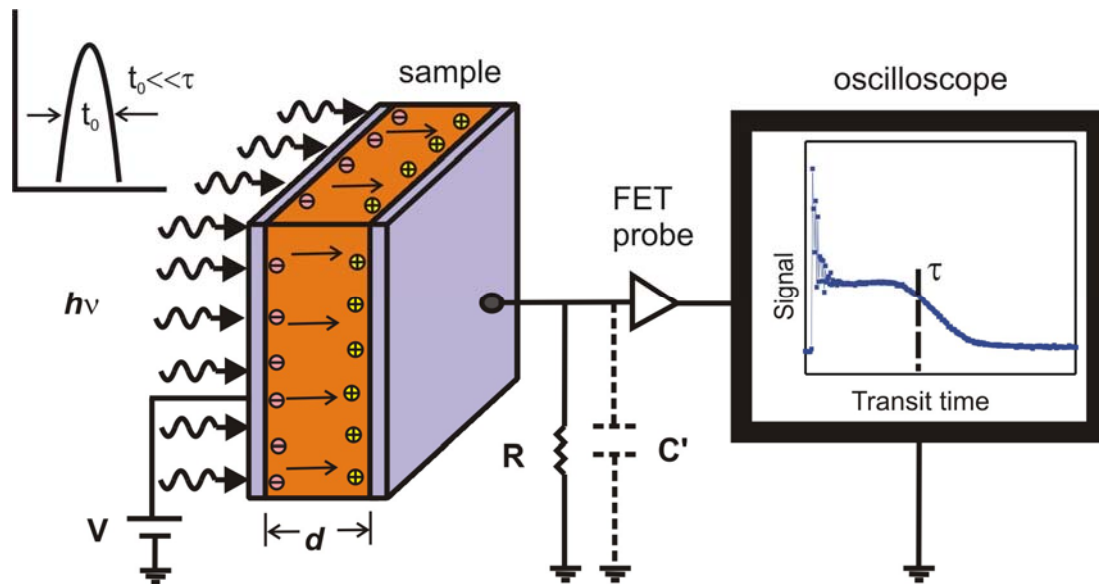 t₀<<τ
t₀
sample
oscilloscope
FET
probe
Signal
τ
Transit time
hν
R
C'
V
d